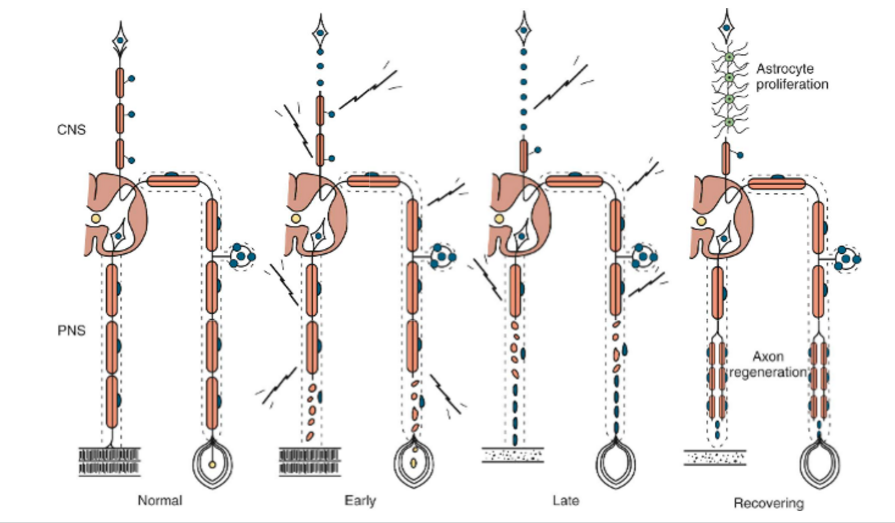 Astrocyte
proliferation
CNS
PNS
Axon
regeneration
Normal
Early
Late
Recovering